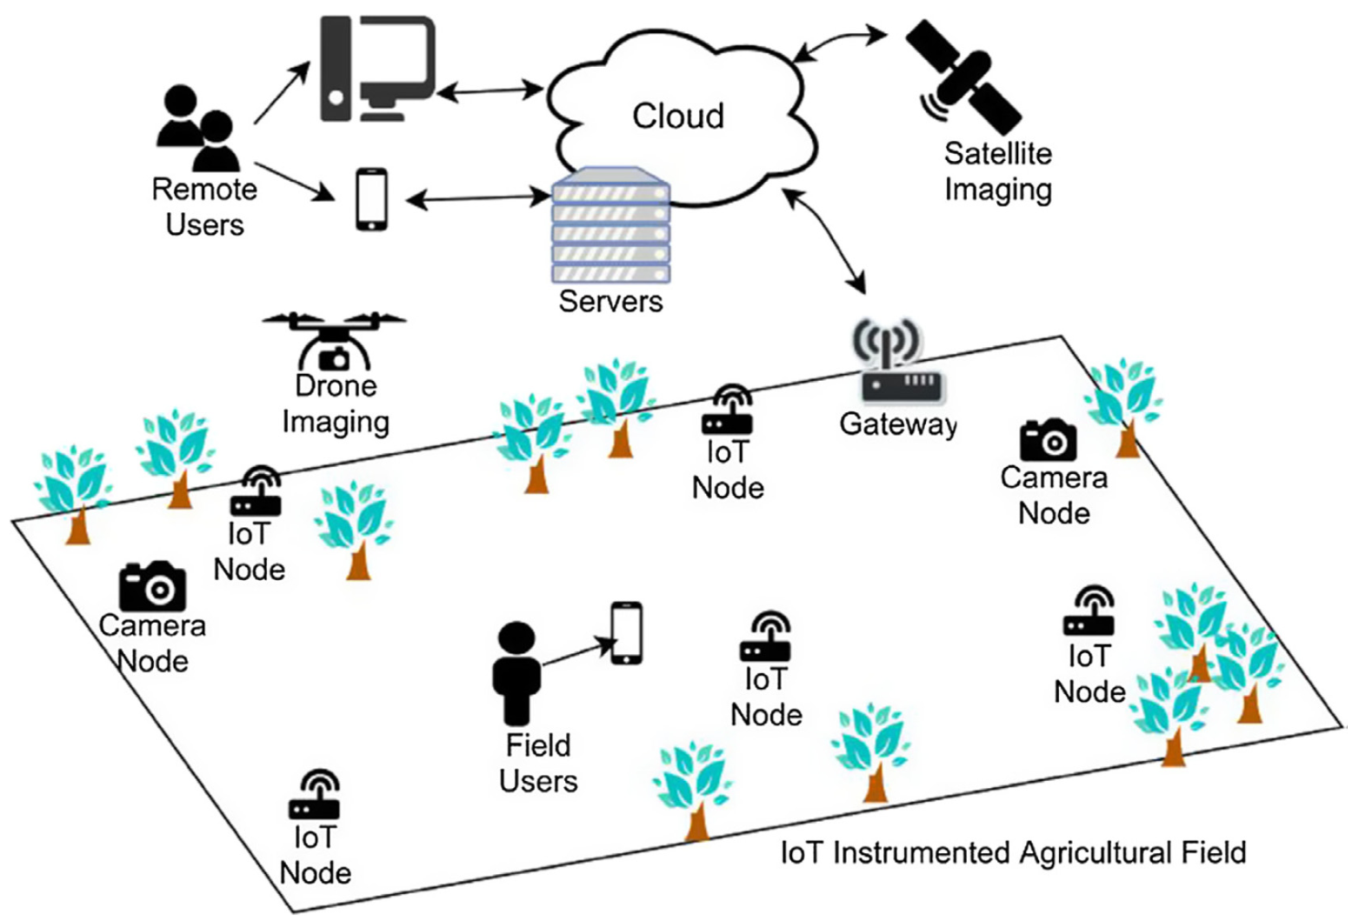 Cloud
Satellite
Imaging
Remote
Users
Servers
Drone
Imaging
Gateway
IoT
Node
Camera
Node
IoT
Node
Camera
Node
IoT
Node
IoT
Node
Field
Users
IoT
Node
IoT Instrumented Agricultural Field